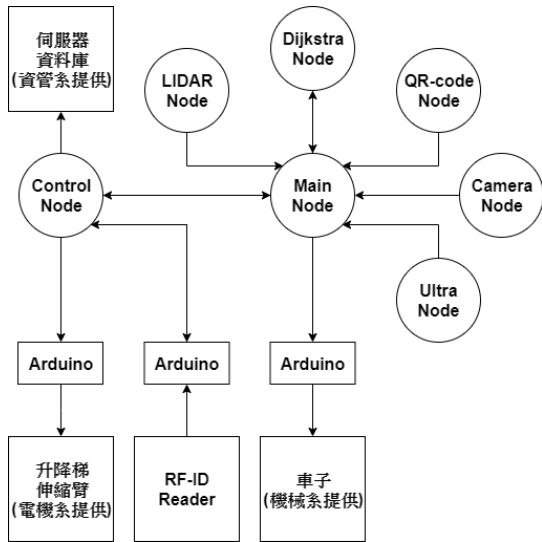 伺服器
資料庫
(資管系提供)
LIDAR
Node
Dijkstra
Node
QR-code
Node
Control
Node
Main
Node
Camera
Node
Ultra
Node
Arduino
Arduino
Arduino
升降梯
伸縮臂
(電機系提供)
RF-ID
Reader
車子
(機械系提供)